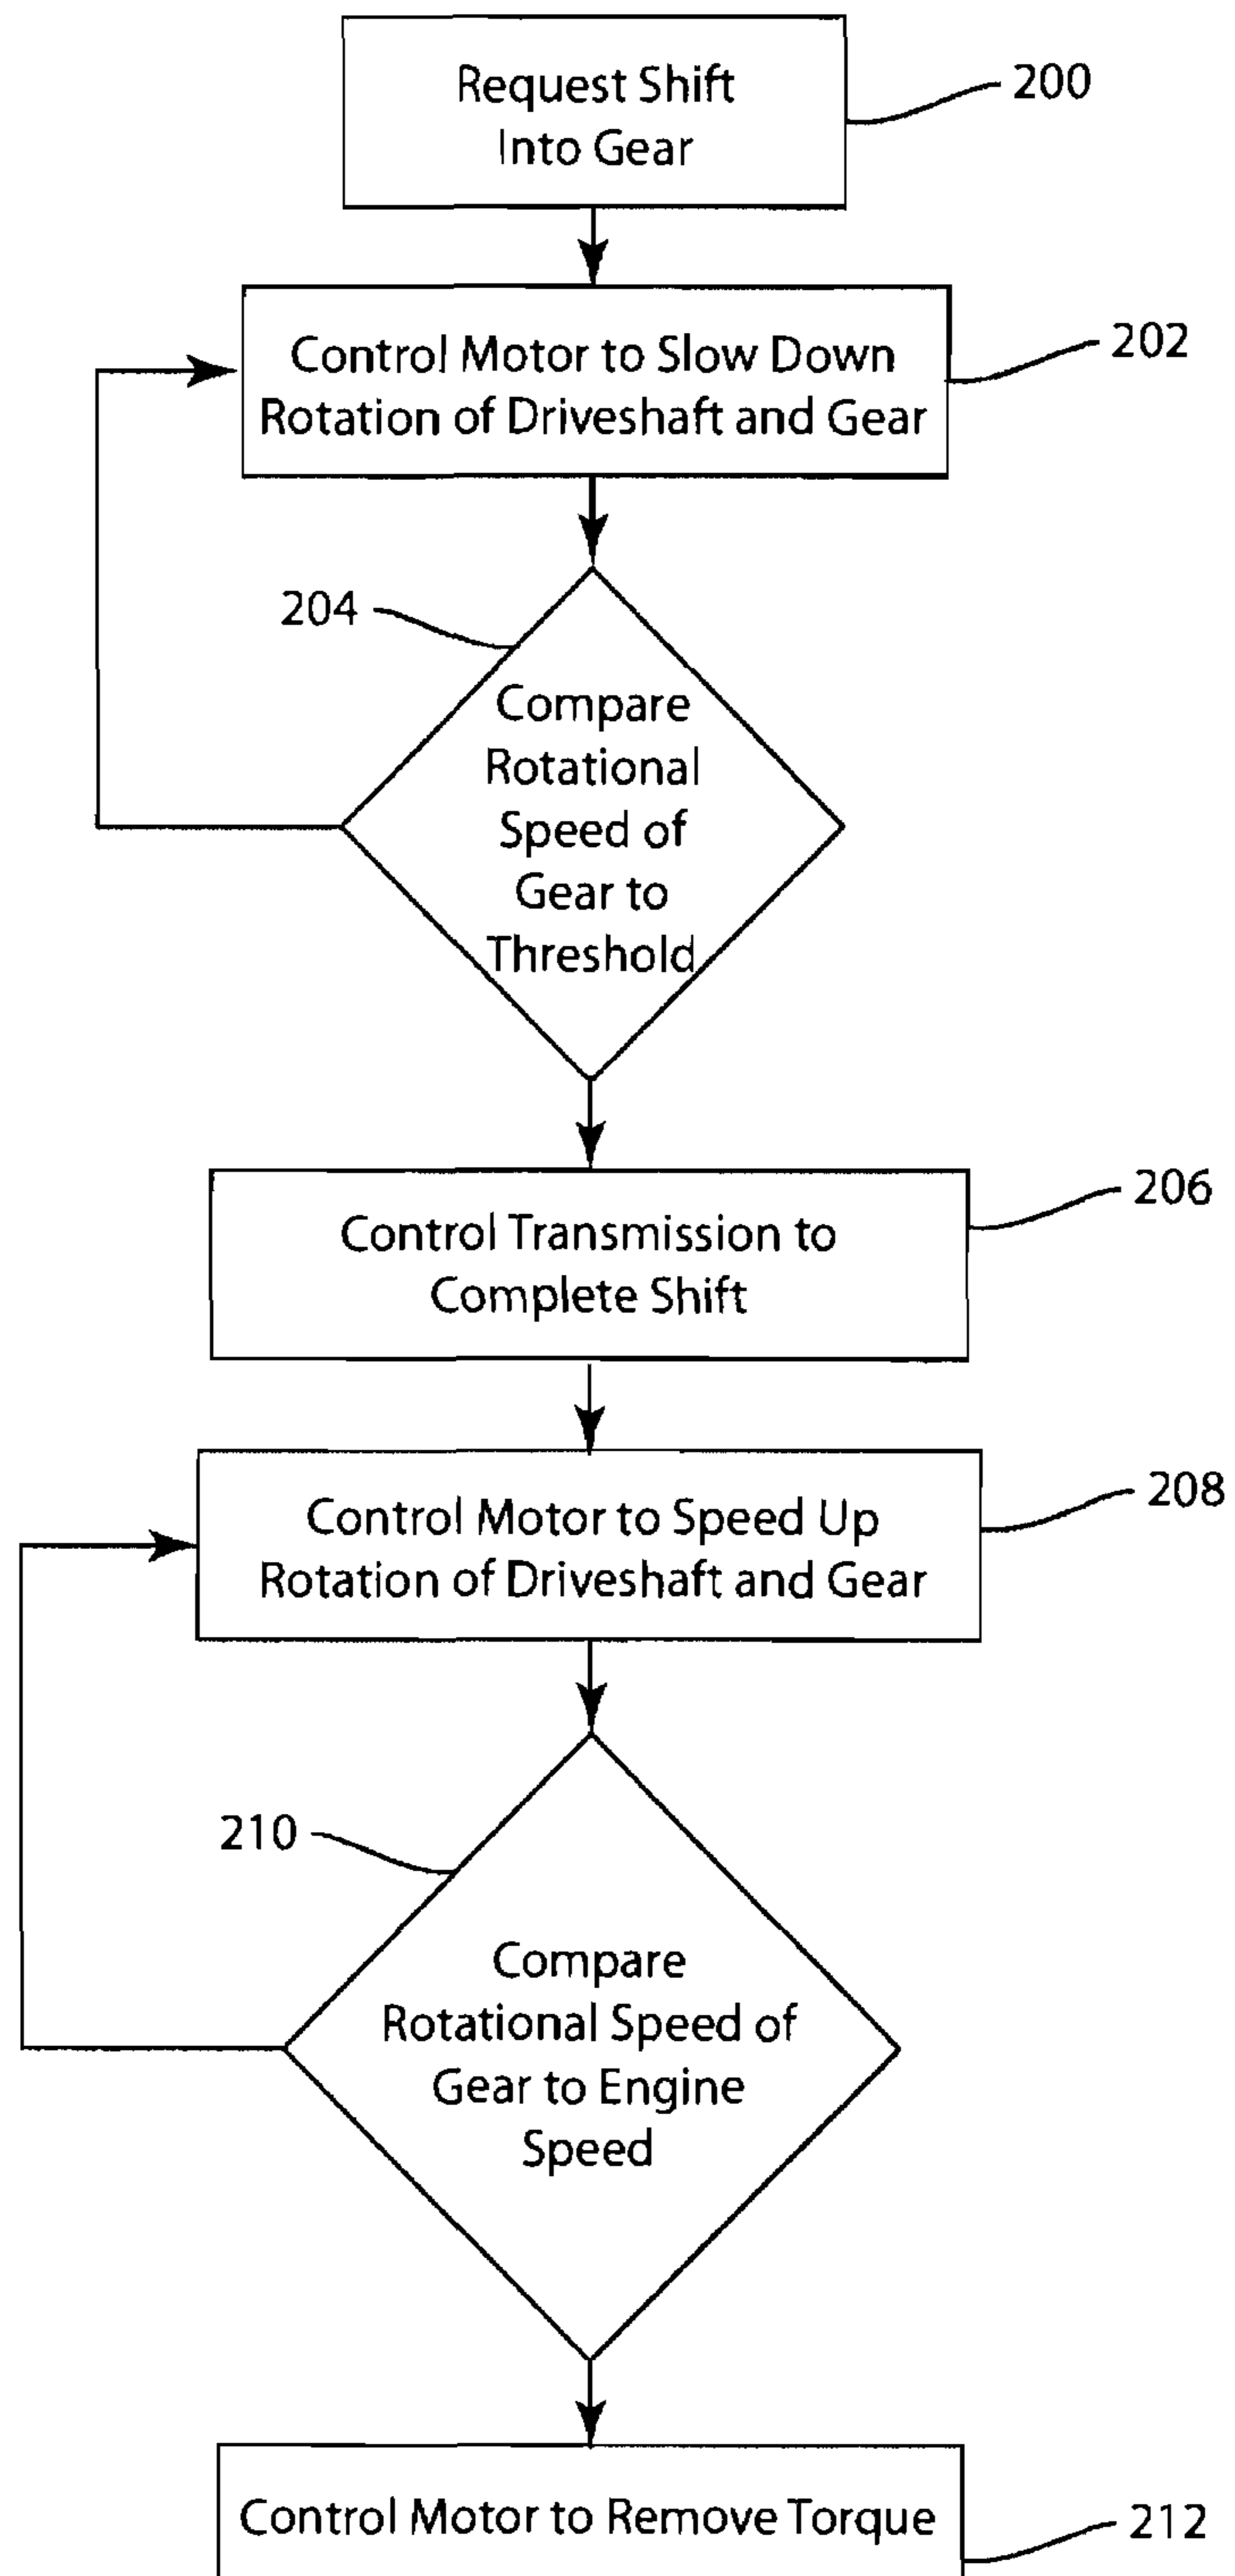 Request Shift
Into Gear
200
Control Motor to Slow Down
Rotation of Driveshaft and Gear
202
204
Compare
Rotational
Speed of
Gear to
Threshold
Control Transmission to
Complete Shift
206
Control Motor to Speed Up
Rotation of Driveshaft and Gear
208
210
Compare
Rotational Speed of
Gear to Engine
Speed
Control Motor to Remove Torque
212